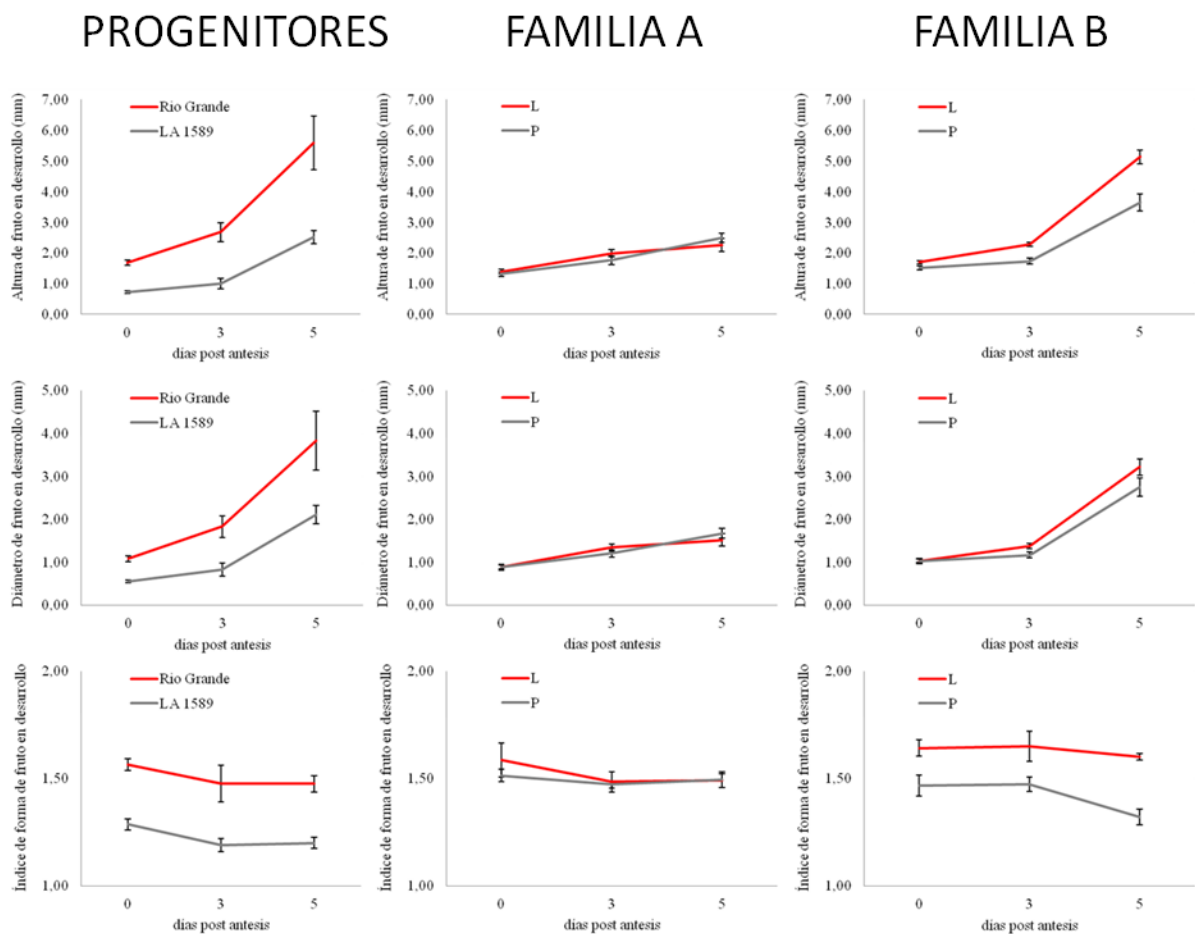 PROGENITORES
FAMILIA A
FAMILIA B
Altura de fruto en desarrollo (mm)
7,00
6,00
5,00
4,00
3,00
2,00
1,00
0,00
Rio Grande
LA 1589
0
3
5
días post antesis
Altura de fruto en desarrollo (mm)
7,00
6,00
5,00
4,00
3,00
2,00
1,00
0,00
L
P
0
3
5
días post antesis
Altura de fruto en desarrollo (mm)
7,00
6,00
5,00
4,00
3,00
2,00
1,00
0,00
L
P
0
3
5
días post antesis
Diámetro de fruto en desarrollo (mm)
5,00
4,00
3,00
2,00
1,00
0,00
Rio Grande
LA 1589
0
3
5
días post antesis
Diámetro de fruto en desarrollo (mm)
5,00
4,00
3,00
2,00
1,00
0,00
L
P
0
3
5
días post antesis
Diámetro de fruto en desarrollo (mm)
5,00
4,00
3,00
2,00
1,00
0,00
L
P
0
3
5
días post antesis
Índice de forma de fruto en desarrollo
2,00
1,50
1,00
Rio Grande
LA 1589
0
3
5
días post antesis
Índice de forma de fruto en desarrollo
2,00
1,50
1,00
L
P
0
3
5
días post antesis
Índice de forma de fruto en desarrollo
2,00
1,50
1,00
L
P
0
3
5
días post antesis